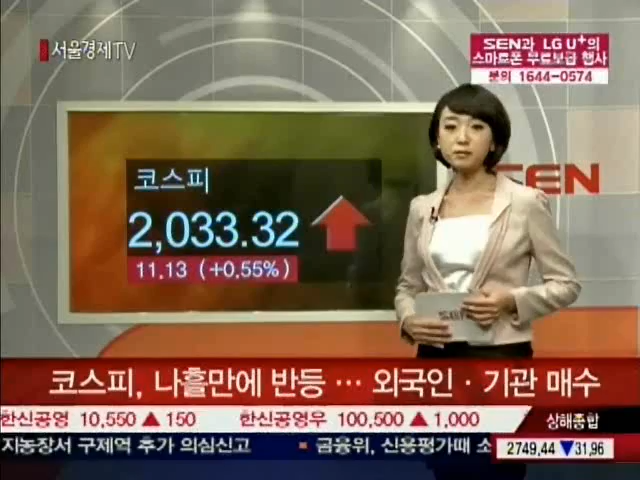 서울경제TV
SEN과 LG U+의
스마트폰 무료보급 행사
문의 1644-0574
코스피
2,033.32
11.13 (+0.55%)
SEN
SEN
코스피, 나흘만에 반등 … 외국인·기관 매수
한신공영 10,550 ▲ 150 한신공영우 100,500 ▲ 1,000 상해종합
지농장서 구제역 추가 의심신고 ■ 금융위, 신용평가때 소 2749,44 ▼31,96